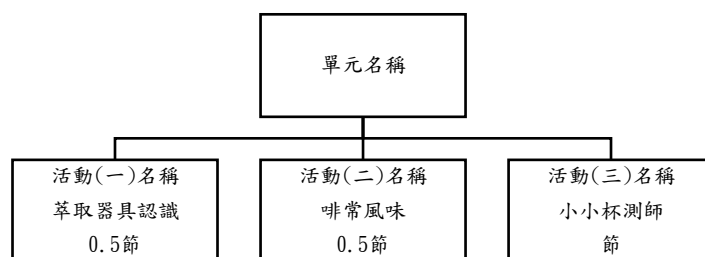 單元名稱
活動(一)名稱
萃取器具認識
0.5節
活動(二)名稱
啡常風味
0.5節
活動(三)名稱
小小杯測師
節